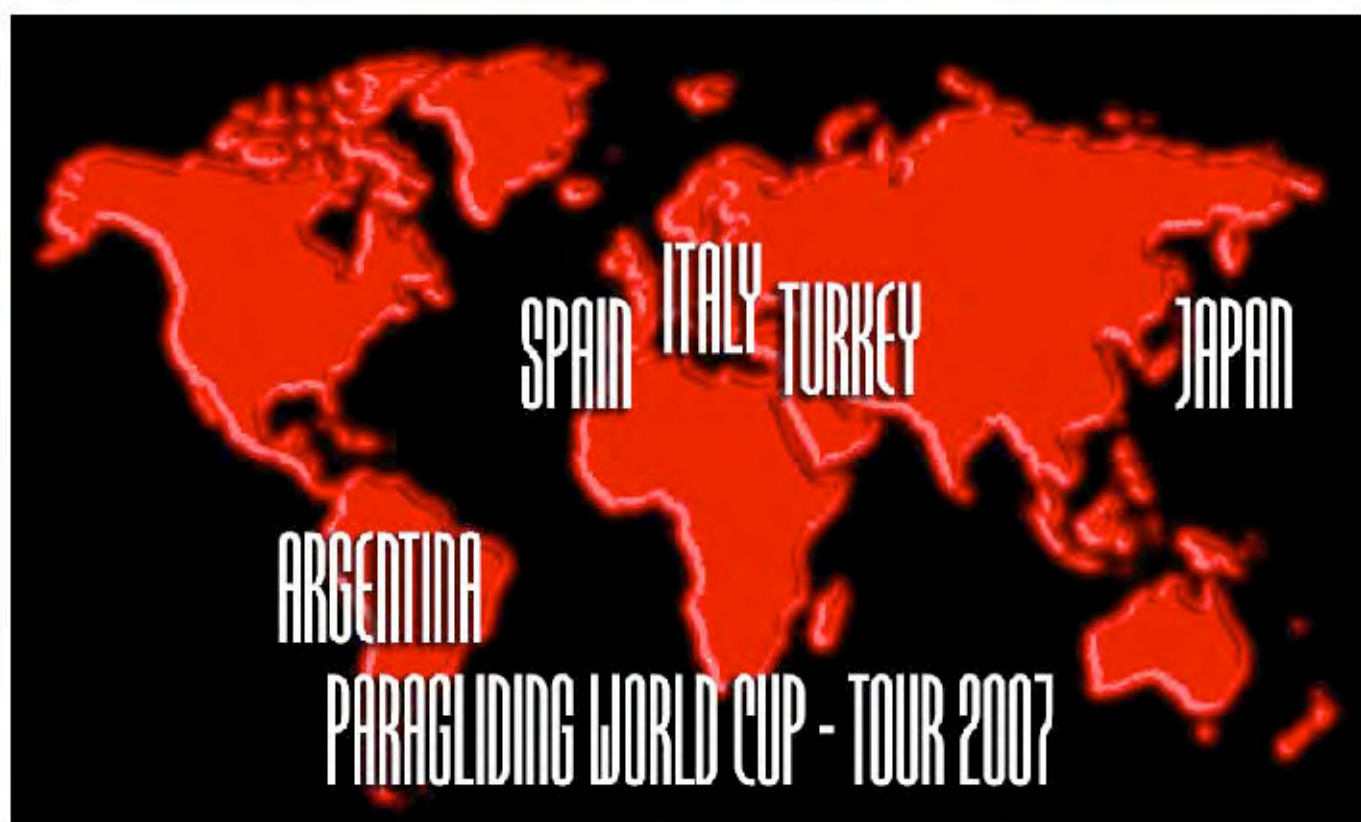 ITALY
TURKEY
SPAIN
JAPAN
ARGENTINA
PARAGLIDING WORLD CUP - TOUR 2007